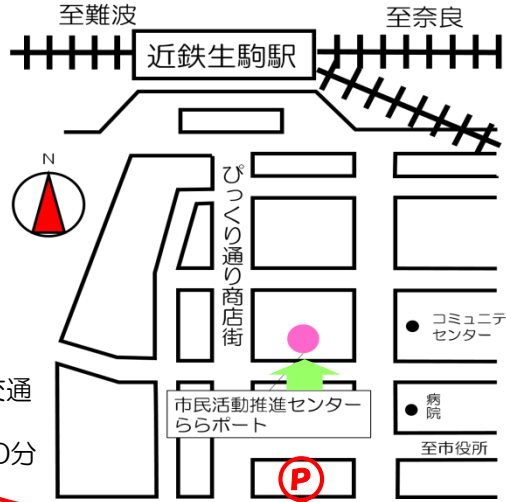 至難波
至奈良
近鉄生駒駅
N
ぴっくり通り商店街
コミュニテ
センター
交通
市民活動推進センター
ららポート
病
院
0分
至市役所
P